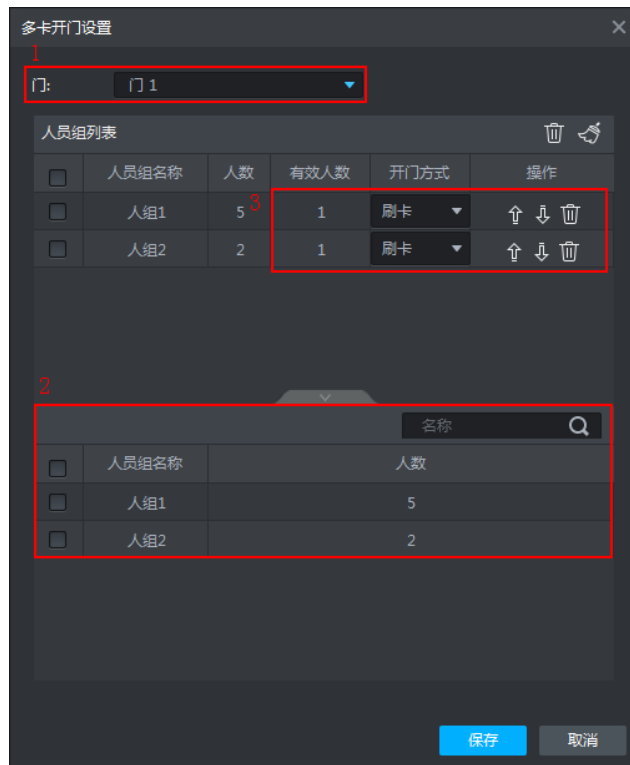 多卡开门设置
1
门: 门 1
人员组列表
人员组名称 人数 有效人数 开门方式 操作
人组1 5 3 1 刷卡
人组2 2 1 刷卡
2
名称
人员组名称 人数
人组1 5
人组2 2
保存 取消